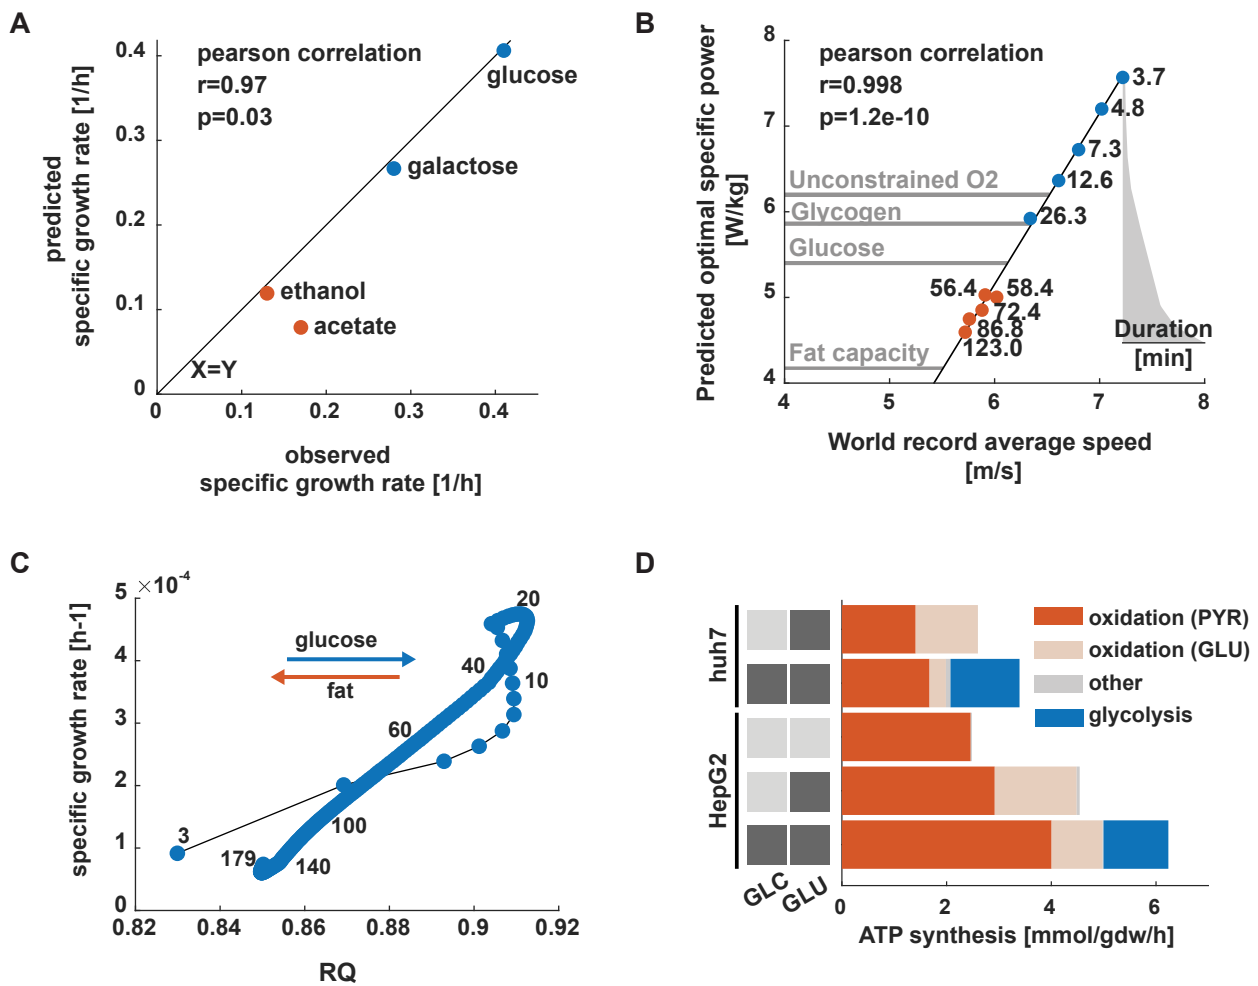 A
pearson correlation
r=0.97
p=0.03
glucose
galactose
ethanol
acetate
X=Y
0.4
0.3
0.2
0.1
0
0
0.1
0.2
0.3
0.4
predicted
specific growth rate [1/h]
observed
specific growth rate [1/h]
B
pearson correlation
r=0.998
p=1.2e-10
3.7
4.8
7.3
12.6
26.3
56.4
58.4
72.4
86.8
123.0
Unconstrained O2
Glycogen
Glucose
Fat capacity
Duration
[min]
8
7
6
5
4
4
5
6
7
8
Predicted optimal specific power
[W/kg]
World record average speed
[m/s]
C
×10-4
5
4
3
2
1
0
0.82
0.84
0.86
0.88
0.9
0.92
specific growth rate [h-1]
RQ
glucose
fat
20
40
10
60
100
3
179
140
D
huh7
HepG2
GLC
GLU
oxidation (PYR)
oxidation (GLU)
other
glycolysis
0
2
4
6
ATP synthesis [mmol/gdw/h]